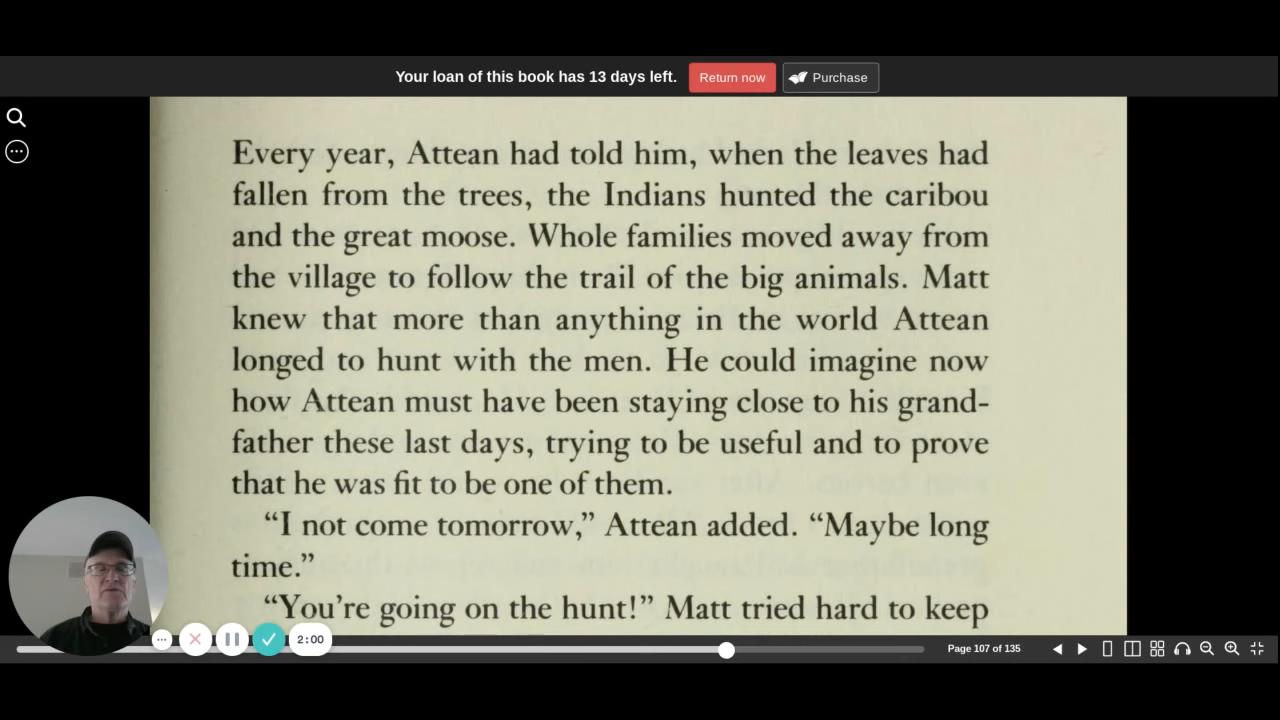 Your loan of this book has 13 days left.
Return now
Purchase
Every year, Attean had told him, when the leaves had
fallen from the trees, the Indians hunted the caribou
and the great moose. Whole families moved away from
the village to follow the trail of the big animals. Matt
knew that more than anything in the world Attean
longed to hunt with the men. He could imagine now
how Attean must have been staying close to his grand-
father these last days, trying to be useful and to prove
that he was fit to be one of them.
“I not come tomorrow,” Attean added. “Maybe long
time.”
“You’re going on the hunt!” Matt tried hard to keep
2:00
Page 107 of 135